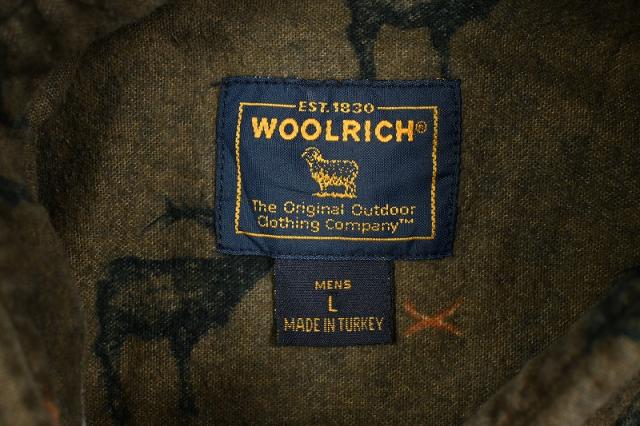 EST. 1830
WOOLRICH®
The Original Outdoor
Clothing Company™
MENS
L
MADE IN TURKEY